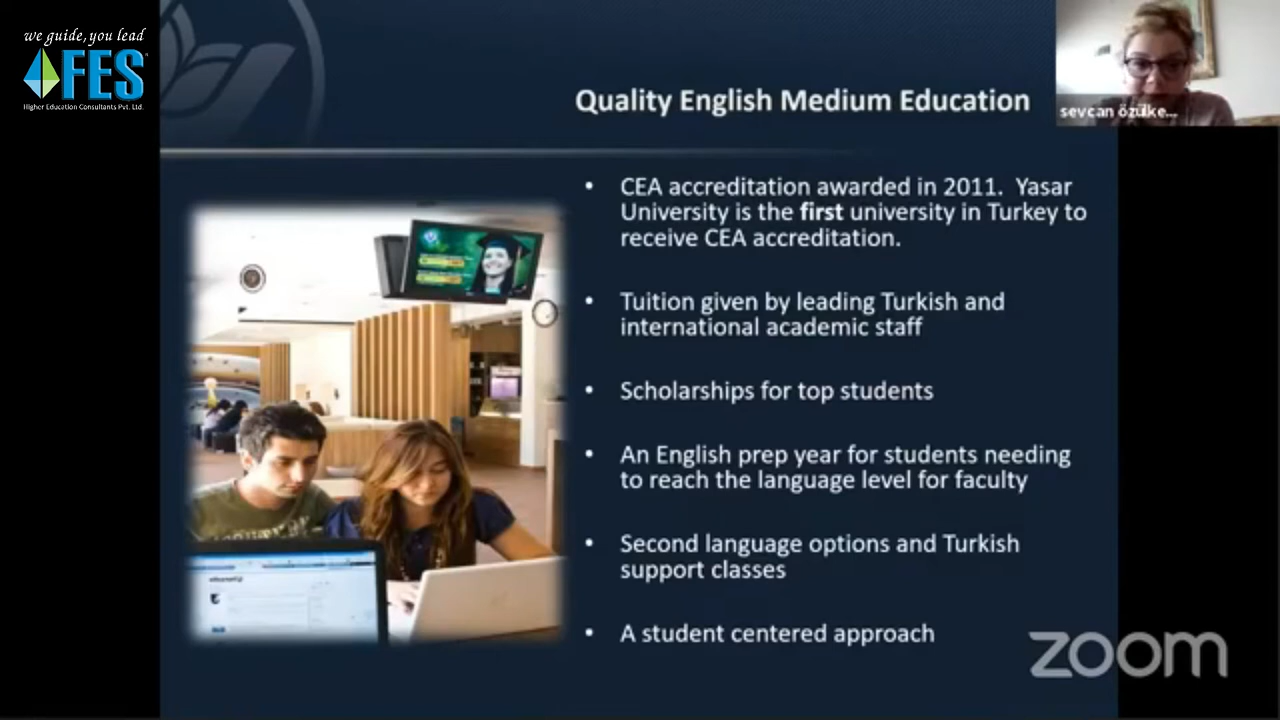 we guide, you lead
FES
Higher Education Consultants Pvt. Ltd.
Quality English Medium Education
sevcan özülke...
• CEA accreditation awarded in 2011. Yasar
University is the first university in Turkey to
receive CEA accreditation.
• Tuition given by leading Turkish and
international academic staff
• Scholarships for top students
• An English prep year for students needing
to reach the language level for faculty
• Second language options and Turkish
support classes
• A student centered approach
zoom